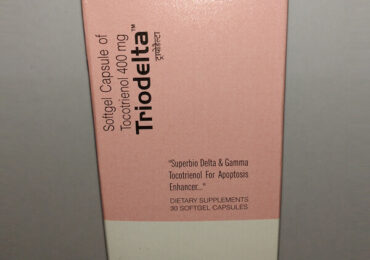 Softgel Capsule of
Tocotrienol 400 mg
Triodelta™
ट्रायोडेल्टा
"Superbio Delta & Gamma
Tocotrienol For Apoptosis
Enhancer..."
DIETARY SUPPLEMENTS
30 SOFTGEL CAPSULES